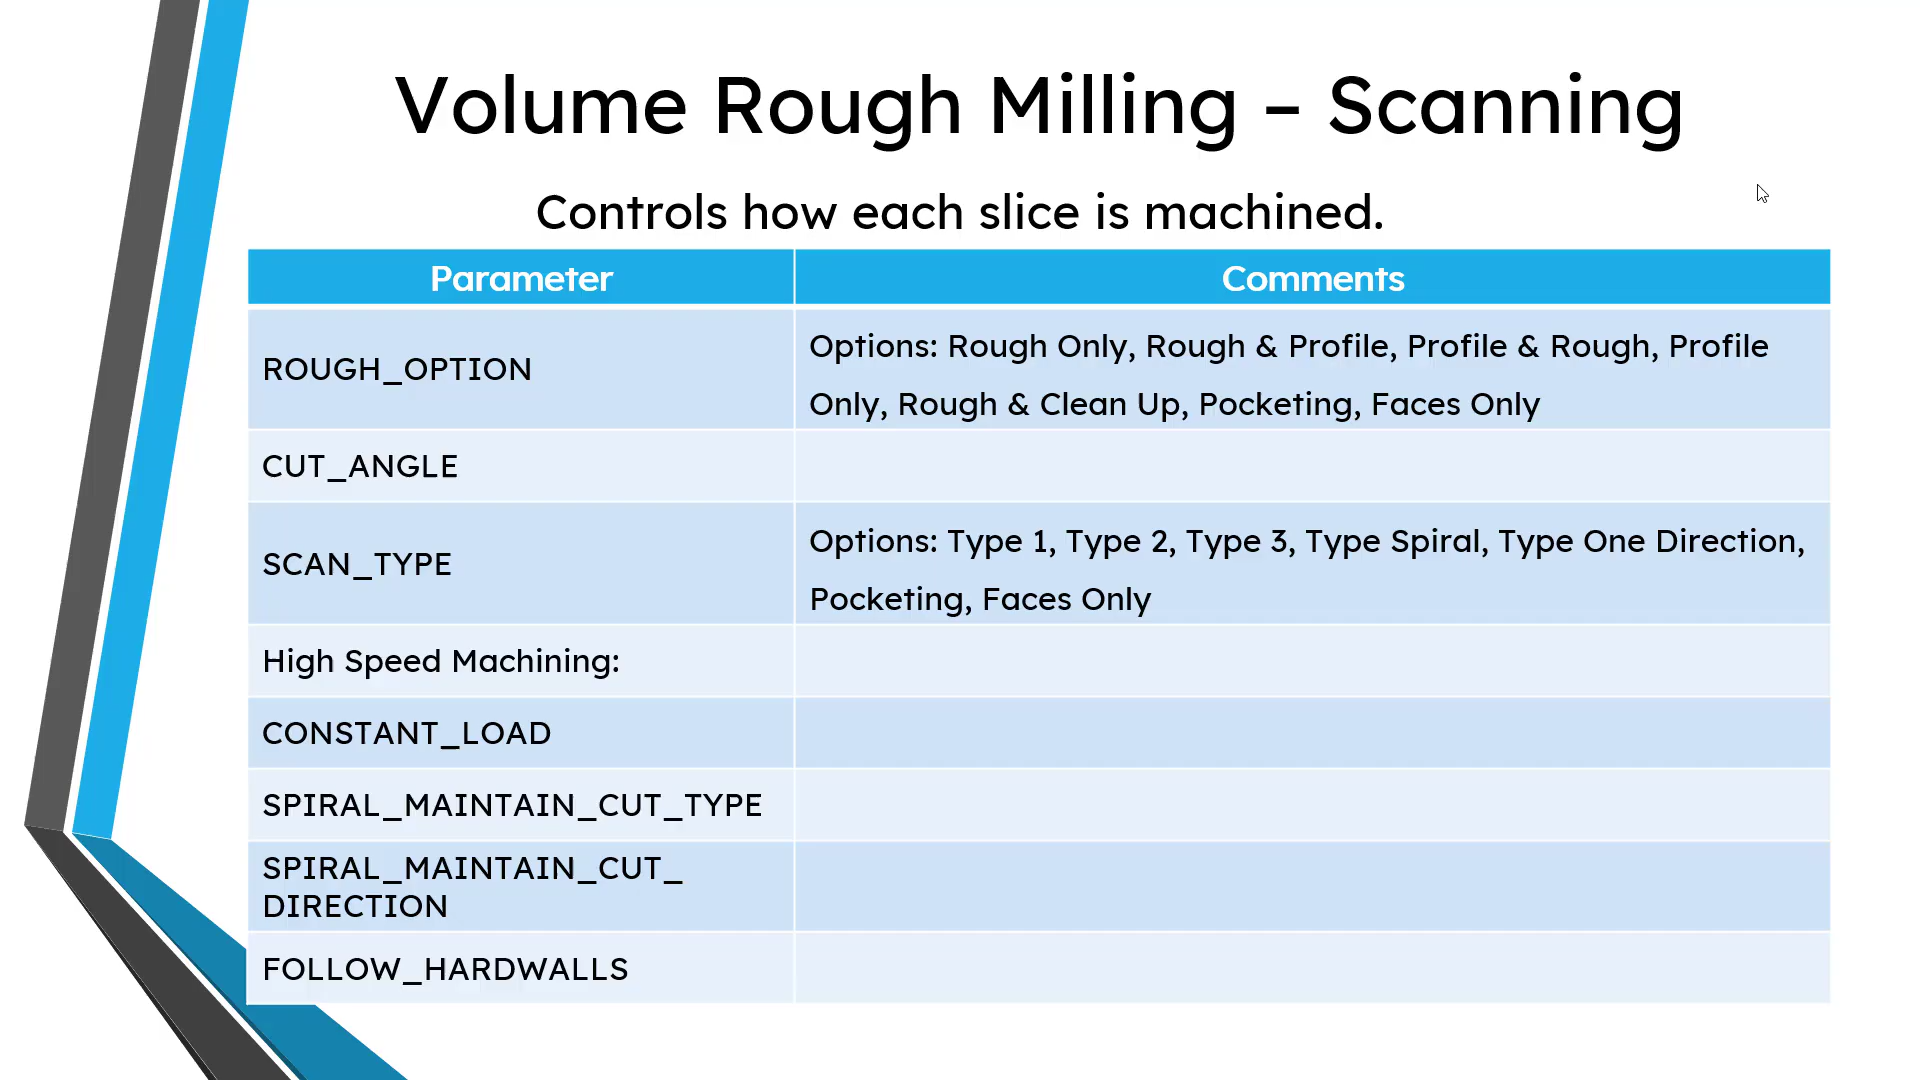 Volume Rough Milling – Scanning
Controls how each slice is machined.
Parameter
Comments
ROUGH_OPTION
Options: Rough Only, Rough & Profile, Profile & Rough, Profile
Only, Rough & Clean Up, Pocketing, Faces Only
CUT_ANGLE
SCAN_TYPE
Options: Type 1, Type 2, Type 3, Type Spiral, Type One Direction,
Pocketing, Faces Only
High Speed Machining:
CONSTANT_LOAD
SPIRAL_MAINTAIN_CUT_TYPE
SPIRAL_MAINTAIN_CUT_
DIRECTION
FOLLOW_HARDWALLS